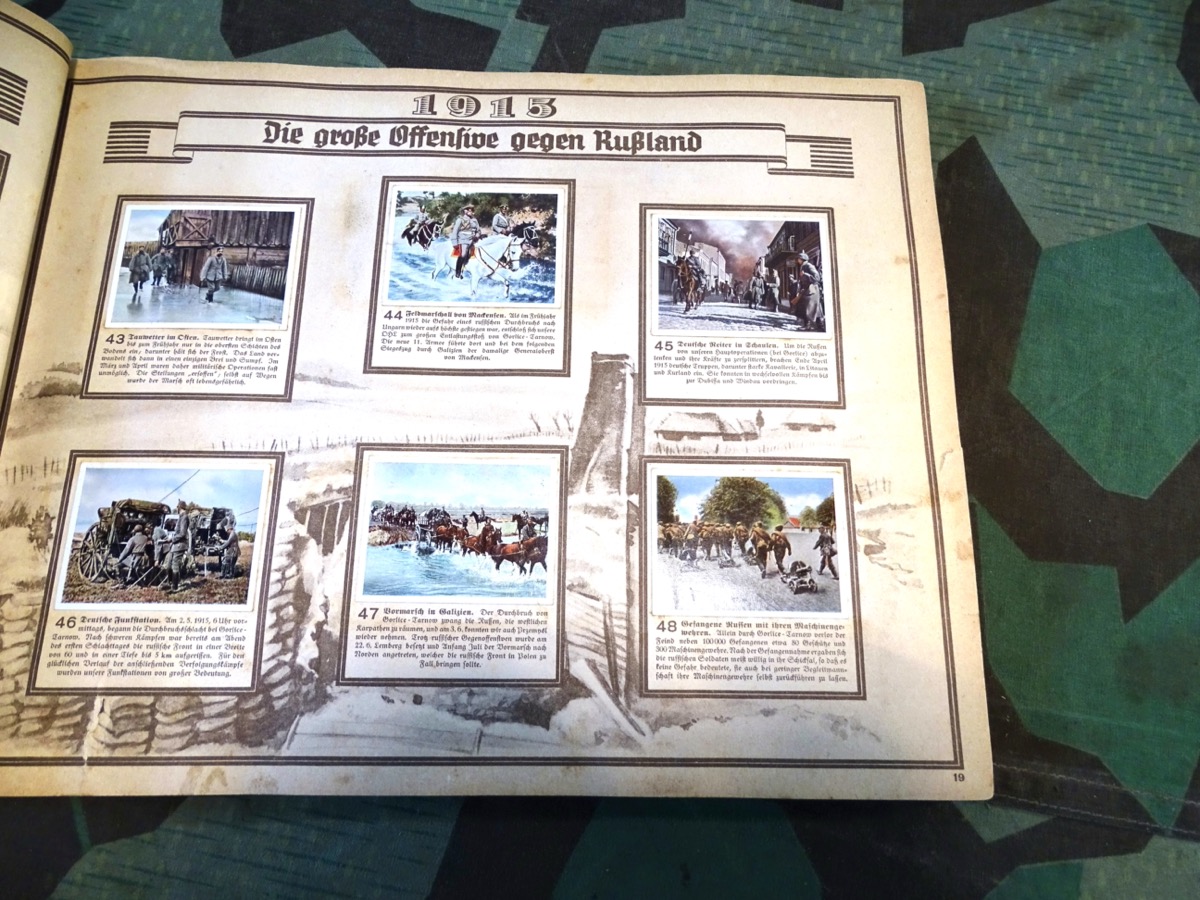 1915
Die große Offensive gegen Rußland
43 Tauwetter im Osten. Tauwetter bringt im Osten
bis zum Frühjahr nur in die obersten Schichten des
Bodens ein; darunter hält sich der Frost. Das Land ver-
wandelt sich dann in einen einzigen Brei und Sumpf. Im
März und April waren daher militärische Operationen fast
unmöglich. Die Stellungen „ersoffen“; selbst auf Wegen
wurde der Marsch oft lebensgefährlich.
44 Feldmarschall von Mackensen. Als im Frühjahr
1915 die Gefahr eines russischen Durchbruchs nach
Ungarn wieder aufs höchste gestiegen war, entschloß sich unsere
OHL zum großen Entlastungsstoß von Gorlice-Tarnow.
Die neue 11. Armee führte dort und bei dem folgenden
Siegeszug durch Galizien der damalige Generaloberst
von Mackensen.
45 Deutsche Reiter in Schaulen. Um die Russen
von unseren Hauptoperationen (bei Gorlice) abzu-
lenken und ihre Kräfte zu zersplittern, brachen Ende April
1915 deutsche Truppen, darunter starke Kavallerie, in Litauen
und Kurland ein. Sie konnten in wechselvollen Kämpfen bis
zur Dubissa und Windau vordringen.
46 Deutsche Funkstation. Am 2. 5. 1915, 6 Uhr vor-
mittags, begann die Durchbruchschlacht bei Gorlice-
Tarnow. Nach schweren Kämpfen war bereits am Abend
des ersten Schlachttages die russische Front in einer Breite
von 60 und in einer Tiefe bis 5 km aufgerissen. Für den
glücklichen Verlauf der anschließenden Verfolgungskämpfe
wurden unsere Funkstationen von großer Bedeutung.
47 Vormarsch in Galizien. Der Durchbruch von
Gorlice-Tarnow zwang die Russen, die westlichen
Karpathen zu räumen, und am 3. 6. konnten wir auch Przemysl
wieder nehmen. Trotz russischer Gegenoffensiven wurde am
22. 6. Lemberg besetzt und Anfang Juli der Vormarsch nach
Norden angetreten, welcher die russische Front in Polen zu
Fall bringen sollte.
48 Gefangene Russen mit ihren Maschinenge-
wehren. Allein durch Gorlice-Tarnow verlor der
Feind neben 100000 Gefangenen etwa 80 Geschütze und
300 Maschinengewehre. Nach der Gefangennahme ergaben sich
die russischen Soldaten meist willig in ihr Schicksal, so daß es
keine Gefahr bedeutete, sie auch bei geringer Begleitmann-
schaft ihre Maschinengewehre selbst zurückführen zu lassen.
19